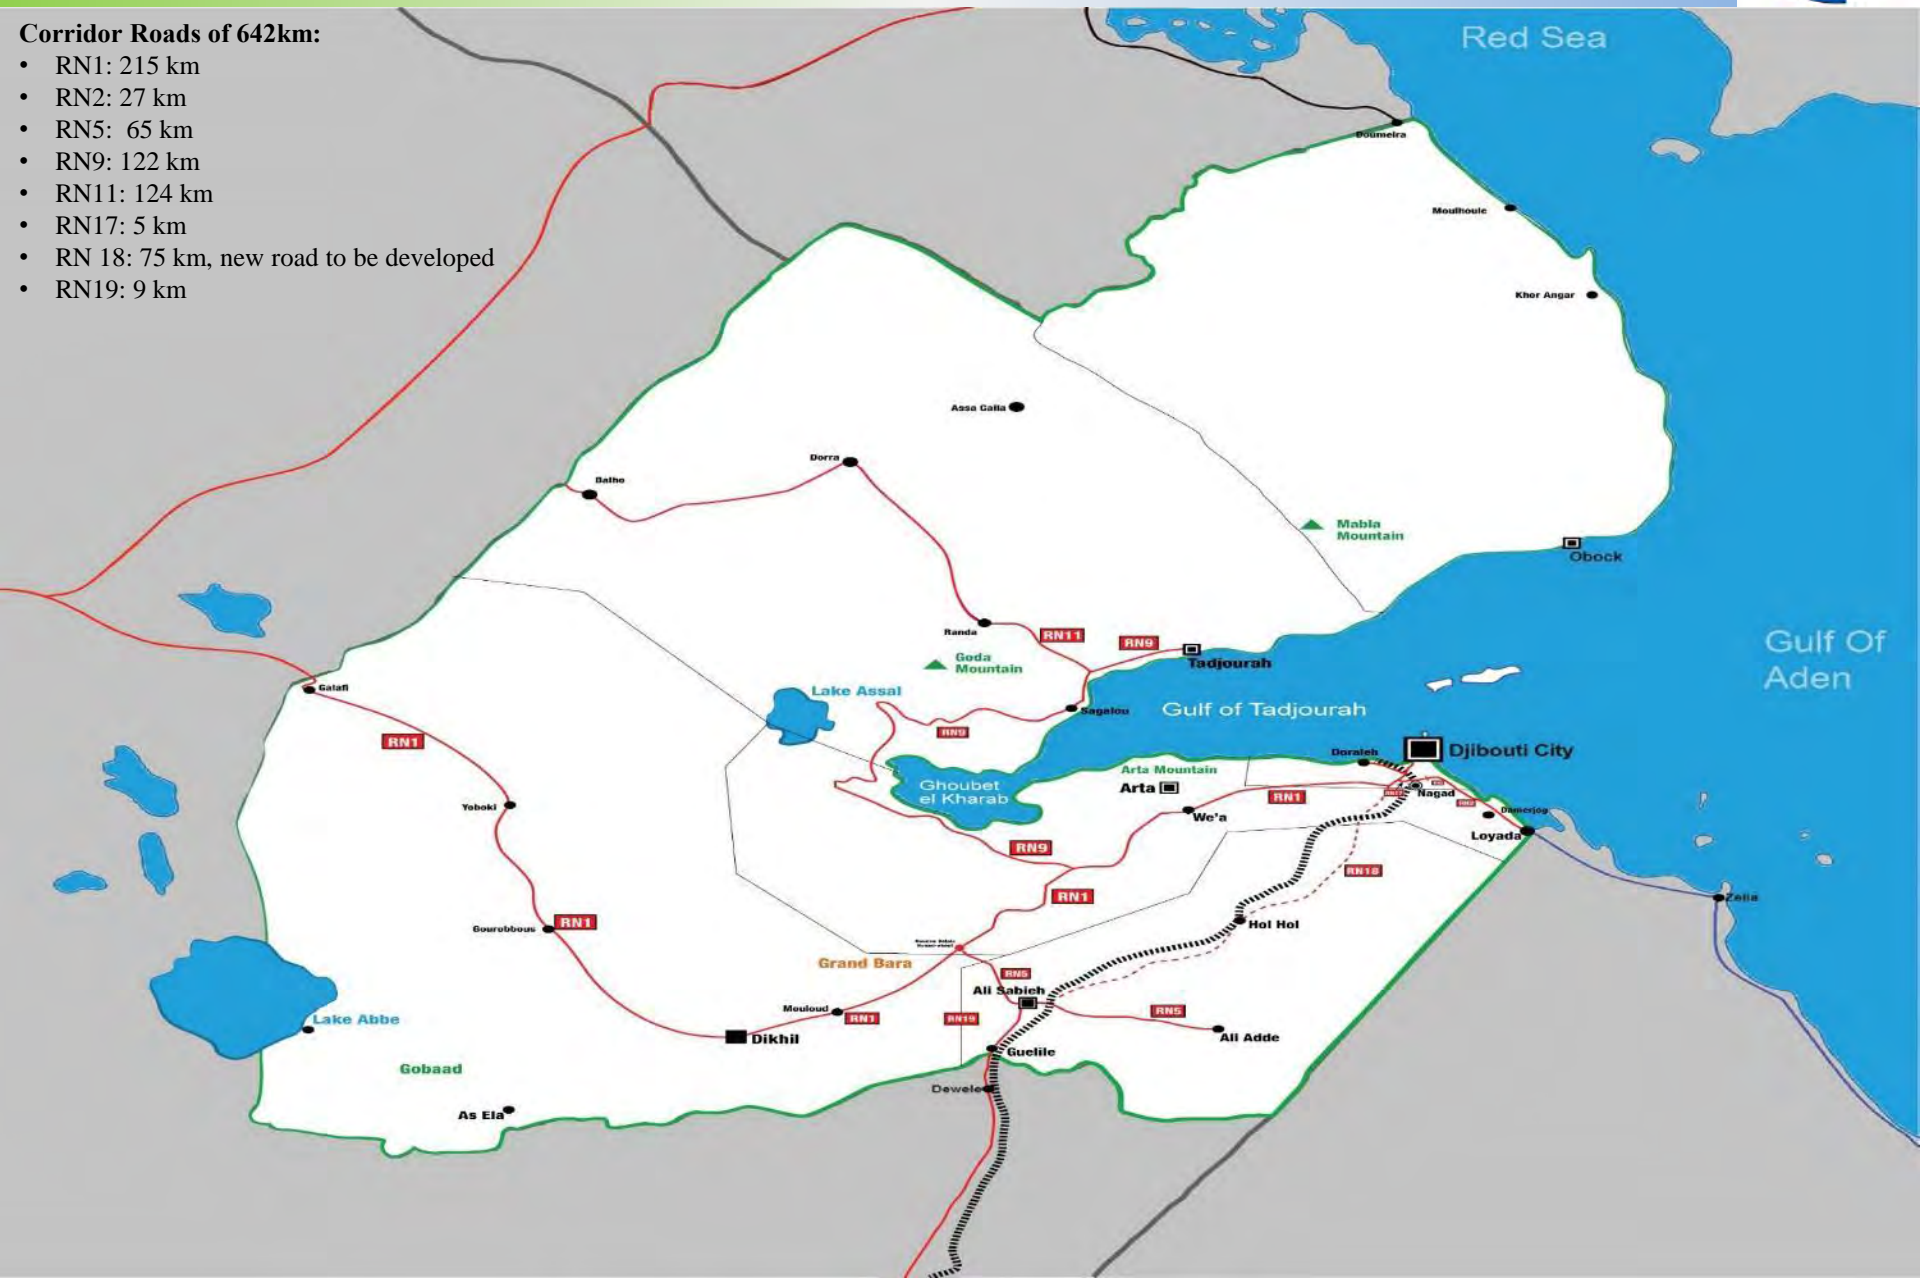 Corridor Roads of 642km:
• RN1: 215 km
• RN2: 27 km
• RN5: 65 km
• RN9: 122 km
• RN11: 124 km
• RN17: 5 km
• RN 18: 75 km, new road to be developed
• RN19: 9 km
Red Sea
Doumeira
Moulhoule
Khor Angar
Assa Gaila
Dorra
Balho
Mabla
Mountain
Obock
Randa
RN11
RN9
Tadjourah
Goda
Mountain
Gulf Of
Aden
Galafi
Lake Assal
Sagalou
Gulf of Tadjourah
RN1
RN9
Doraleh
Djibouti City
Arta Mountain
Arta
Ghoubet
el Kharab
Nagad
RN1
Yoboki
We'a
Damerjog
Loyada
RN9
RN18
RN1
Zeila
Gourobbous
RN1
Hol Hol
Grand Bara
RN5
Ali Sabieh
Mouloud
RN1
RN19
RN5
Lake Abbe
Dikhil
Ali Adde
Guelile
Gobaad
Dewele
As Ela